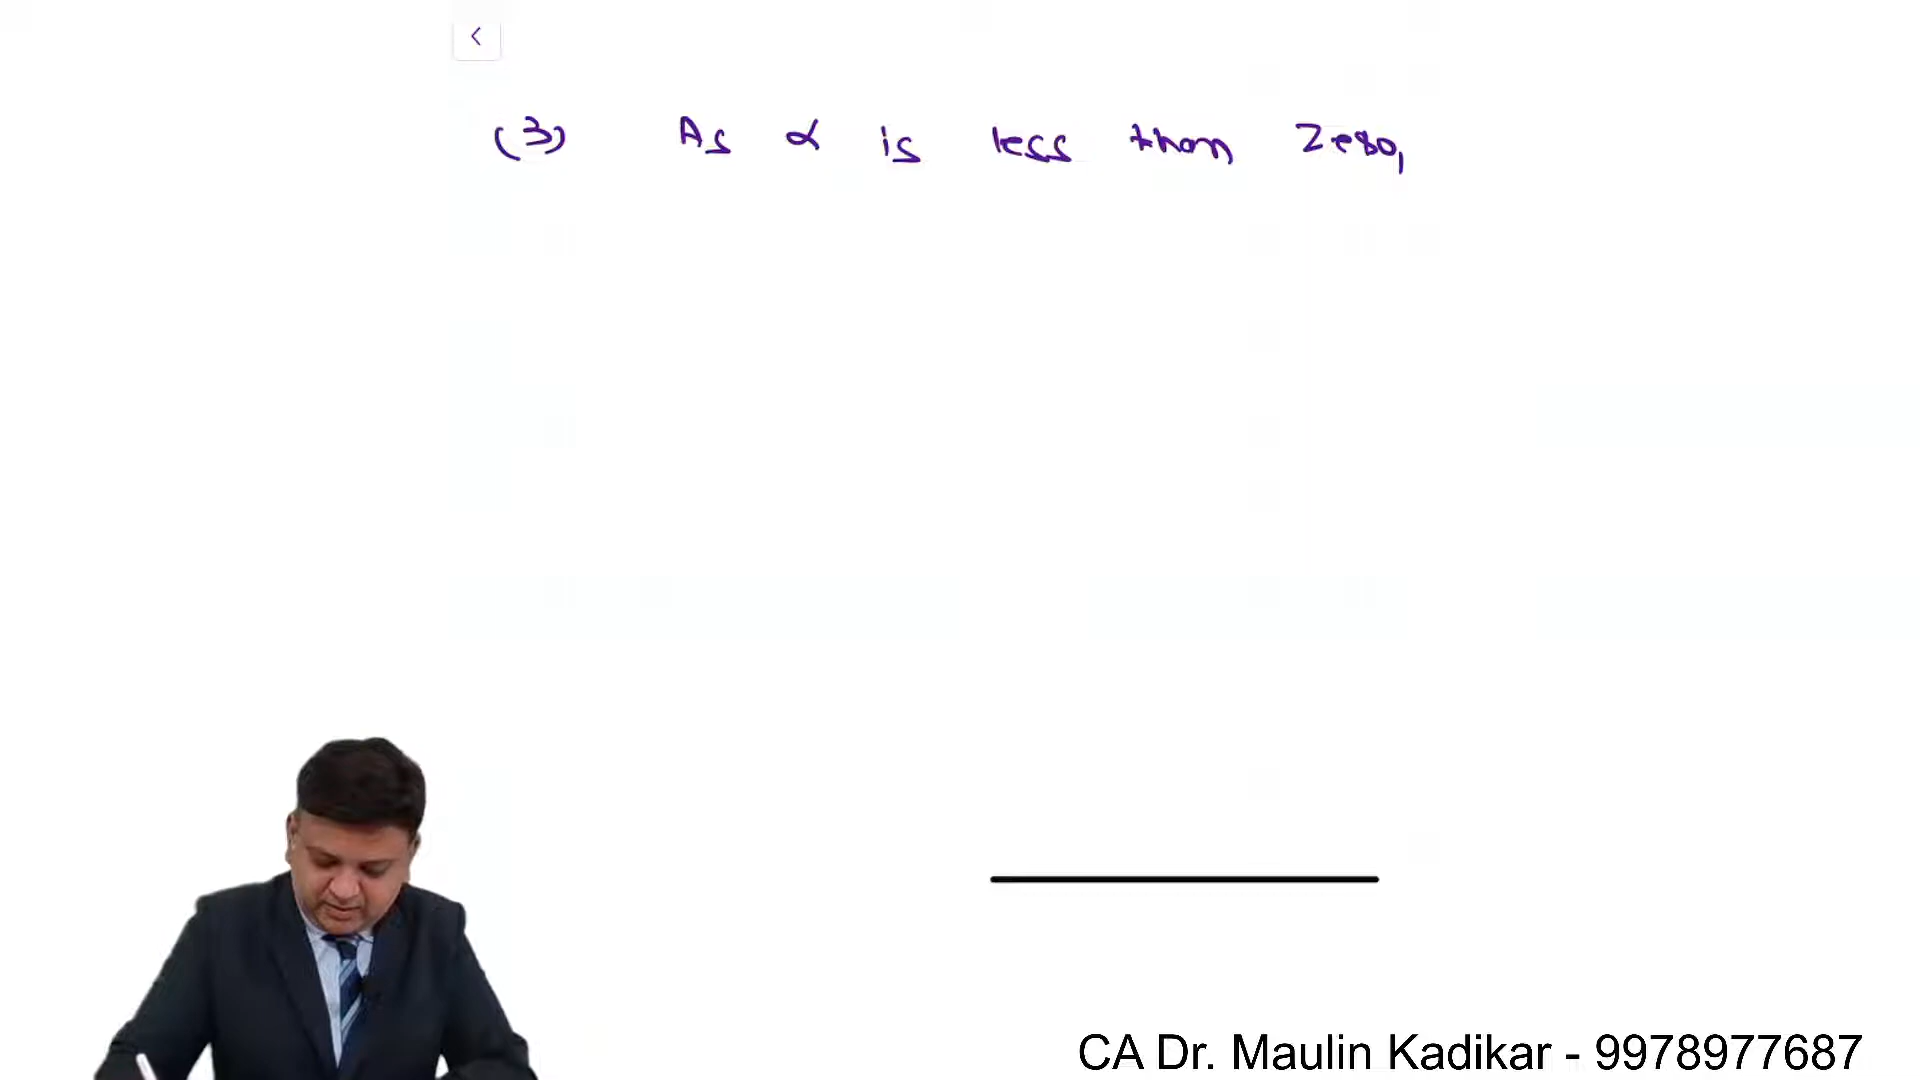 (3) As α is less than zero,
CA Dr. Maulin Kadikar - 9978977687